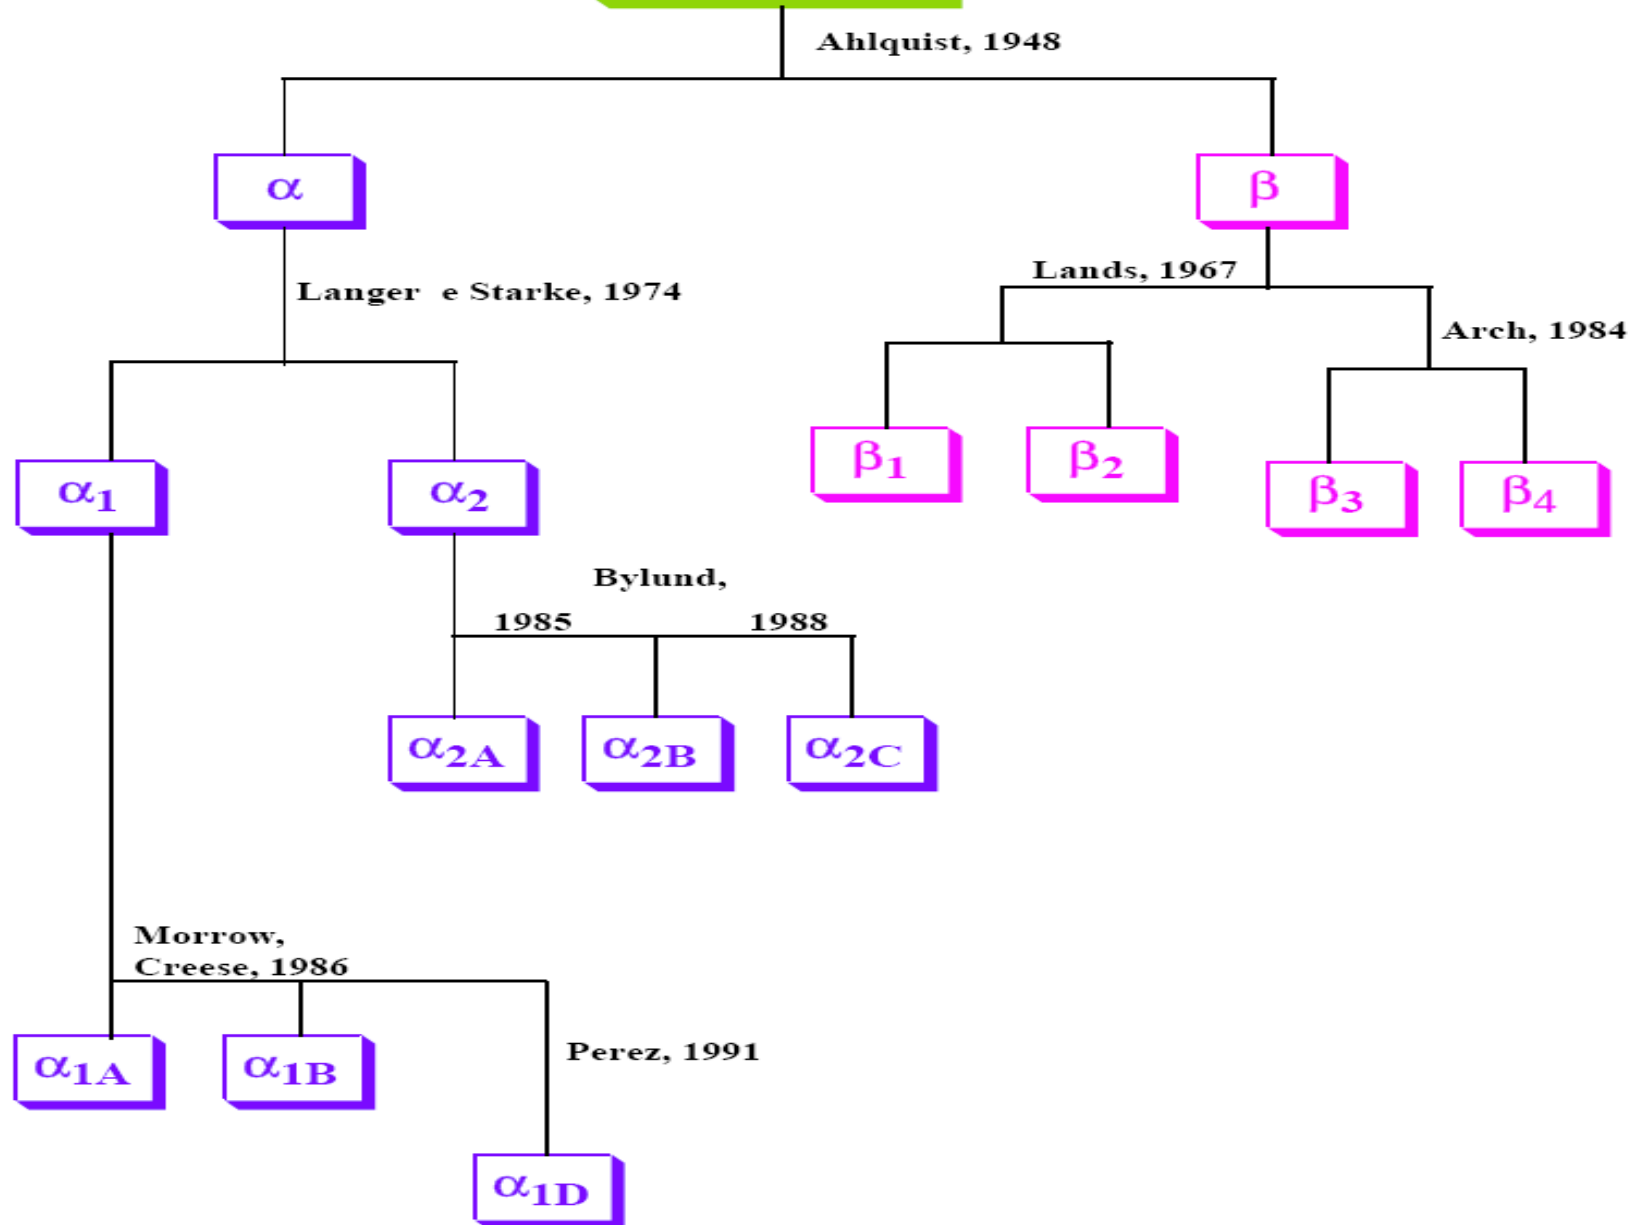 Ahlquist, 1948
α
β
Lands, 1967
Langer e Starke, 1974
Arch, 1984
β1
β2
α1
α2
β3
β4
Bylund,
1985 1988
α2A
α2B
α2C
Morrow,
Creese, 1986
Perez, 1991
α1A
α1B
α1D